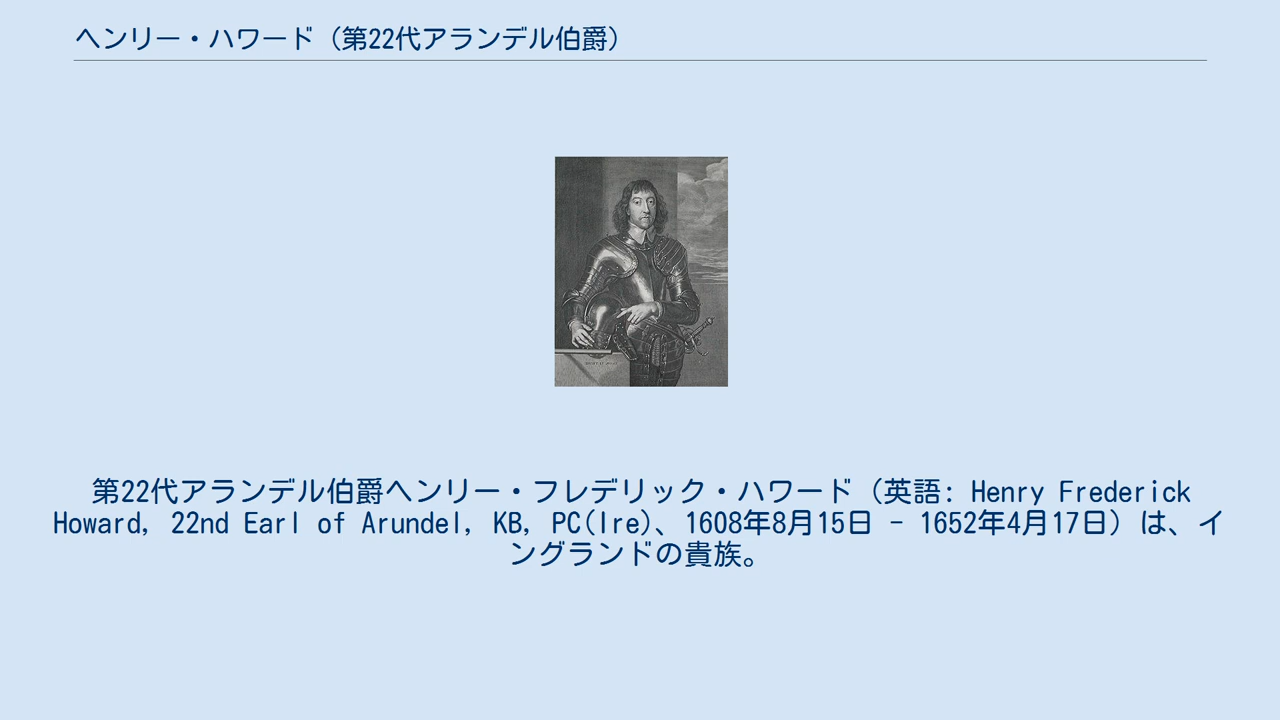 ヘンリー・ハワード（第22代アランデル伯爵）
第22代アランデル伯爵ヘンリー・フレデリック・ハワード（英語: Henry Frederick
Howard, 22nd Earl of Arundel, KB, PC(Ire)、1608年8月15日 - 1652年4月17日）は、イ
ングランドの貴族。